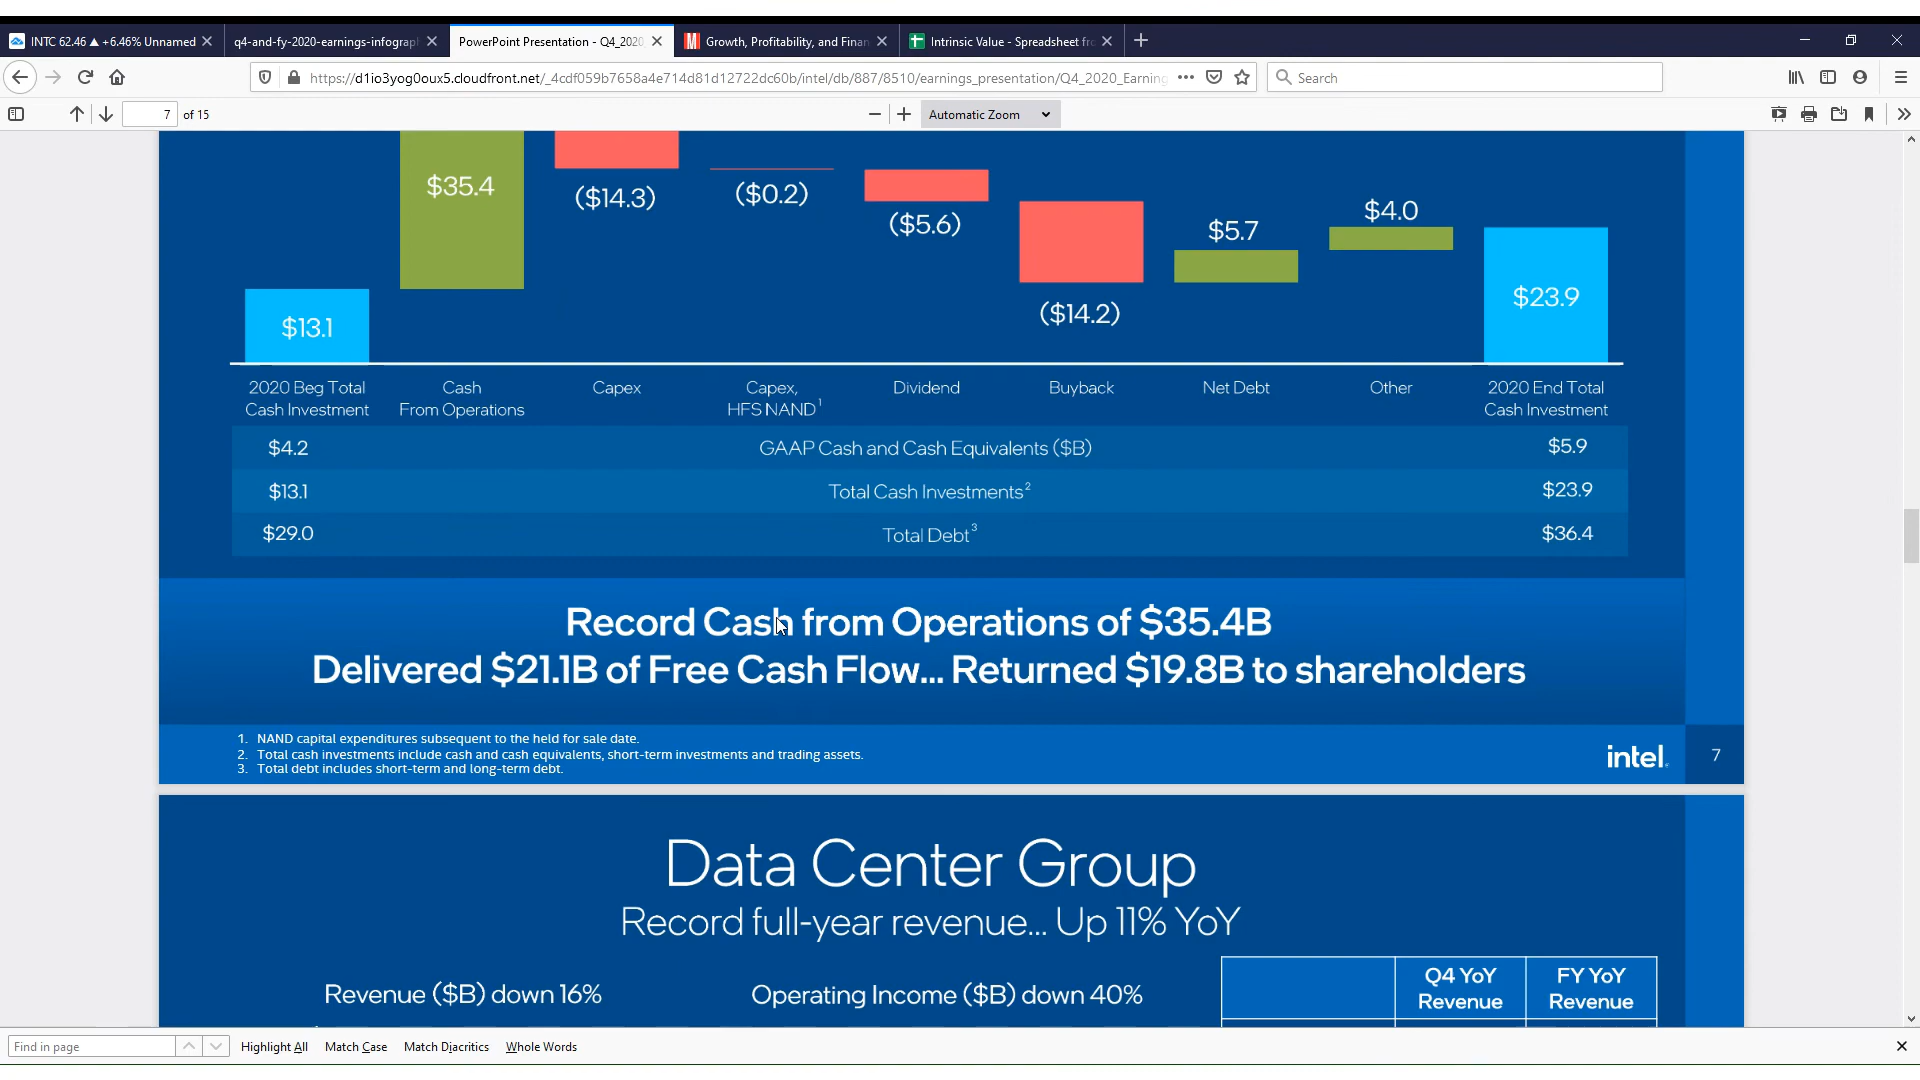 INTC 62.46 ▲ +6.46% Unnamed
q4-and-fy-2020-earnings-infograp
PowerPoint Presentation - Q4_2020
Growth, Profitability, and Finan
Intrinsic Value - Spreadsheet fr
https://d1io3yog0oux5.cloudfront.net/_4cdf059b7658a4e714d81d12722dc60b/intel/db/887/8510/earnings_presentation/Q4_2020_Earning
Search
7 of 15
Automatic Zoom
$35.4
($14.3)
($0.2)
($5.6)
($14.2)
$5.7
$4.0
$13.1
$23.9
2020 Beg Total
Cash Investment
Cash
From Operations
Capex
Capex,
HFS NAND1
Dividend
Buyback
Net Debt
Other
2020 End Total
Cash Investment
$4.2 GAAP Cash and Cash Equivalents ($B) $5.9
$13.1 Total Cash Investments2 $23.9
$29.0 Total Debt3 $36.4
Record Cash from Operations of $35.4B
Delivered $21.1B of Free Cash Flow... Returned $19.8B to shareholders
1. NAND capital expenditures subsequent to the held for sale date.
2. Total cash investments include cash and cash equivalents, short-term investments and trading assets.
3. Total debt includes short-term and long-term debt.
intel.
7
Data Center Group
Record full-year revenue... Up 11% YoY
Revenue ($B) down 16%
Operating Income ($B) down 40%
Q4 YoY
Revenue
FY YoY
Revenue
Find in page
Highlight All
Match Case
Match Diacritics
Whole Words